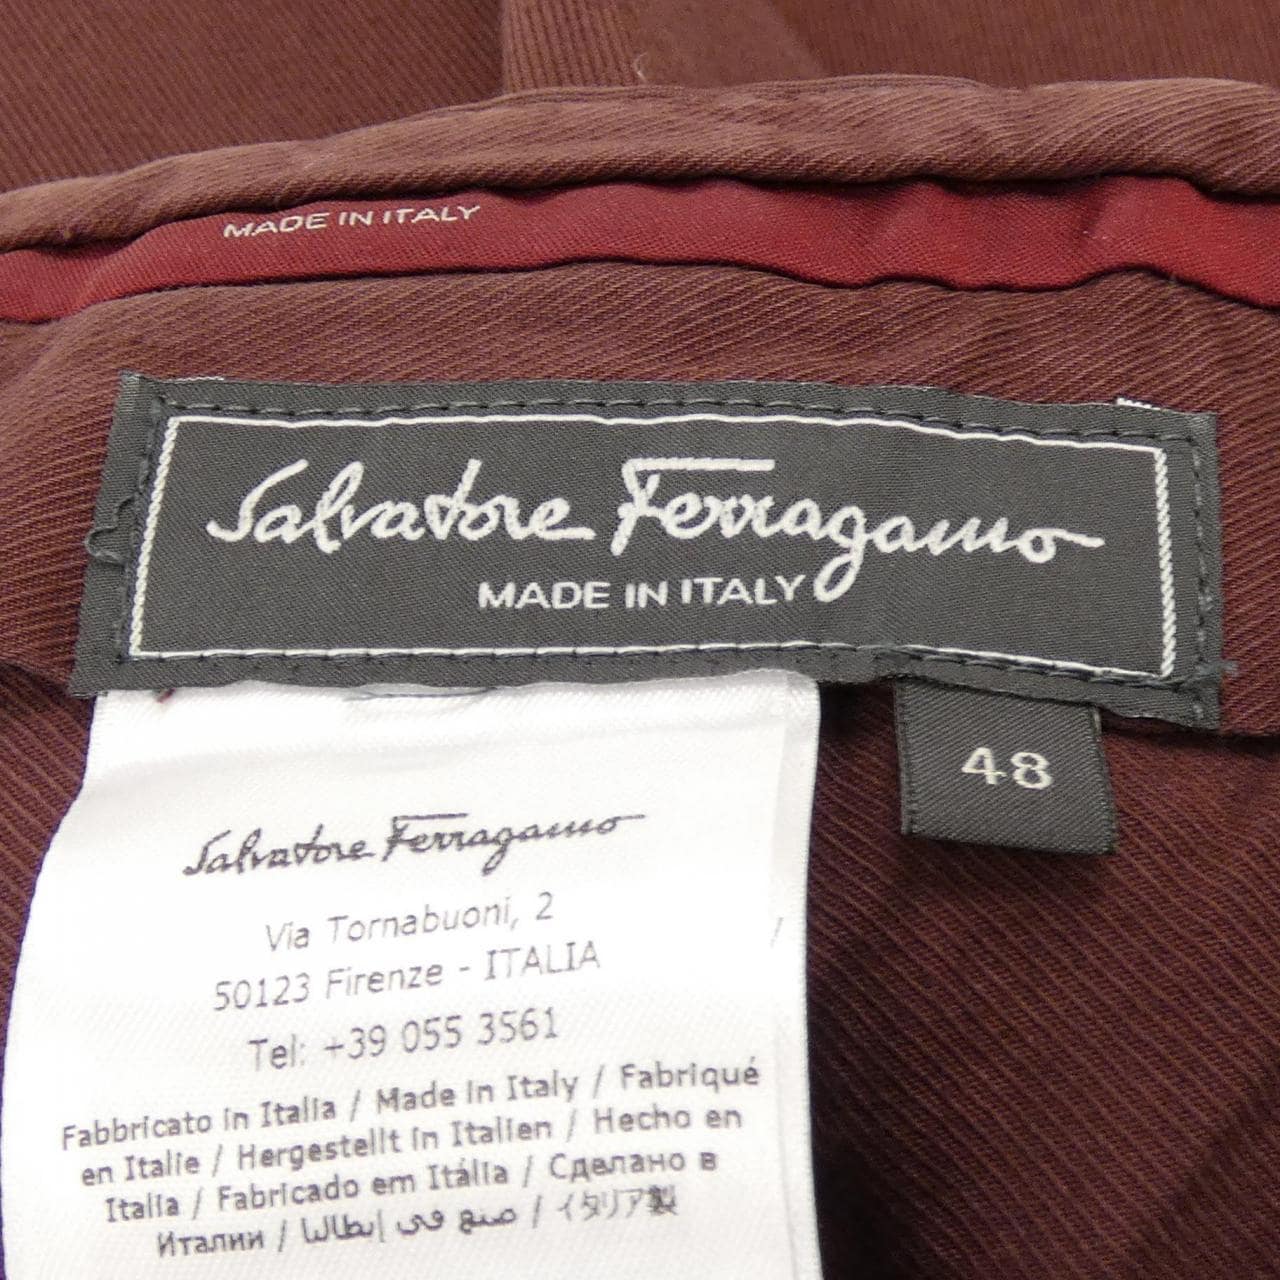 MADE IN ITALY
Salvatore Ferragamo
MADE IN ITALY
48
Salvatore Ferragamo
Via Tornabuoni, 2
50123 Firenze - ITALIA
Tel: +39 055 3561
Fabbricato in Italia / Made in Italy / Fabriqué
en Italie / Hergestellt in Italien / Hecho en
Italia / Fabricado em Itália / Сделано в
Италии / صنع في إيطاليا / イタリア製